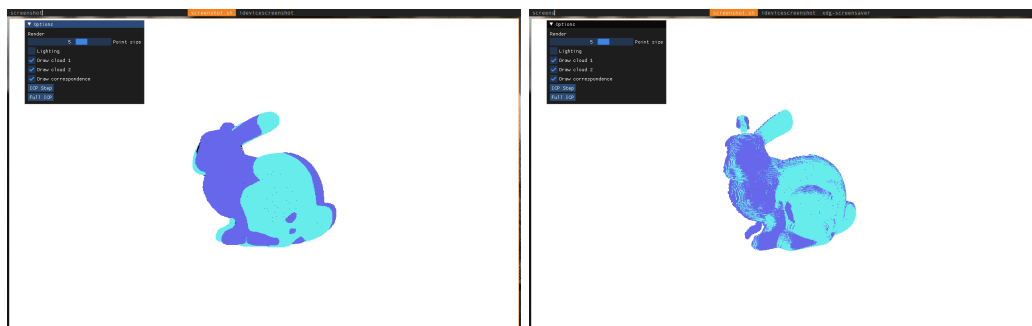 screenshot screenshot.sh idevicescreenshot
▼ Options
Render
5 Point size
Lighting
Draw cloud 1
Draw cloud 2
Draw correspondence
ICP Step
Full ICP
screens screenshot.sh idevicescreenshot xdg-screensaver
▼ Options
Render
5 Point size
Lighting
Draw cloud 1
Draw cloud 2
Draw correspondence
ICP Step
Full ICP